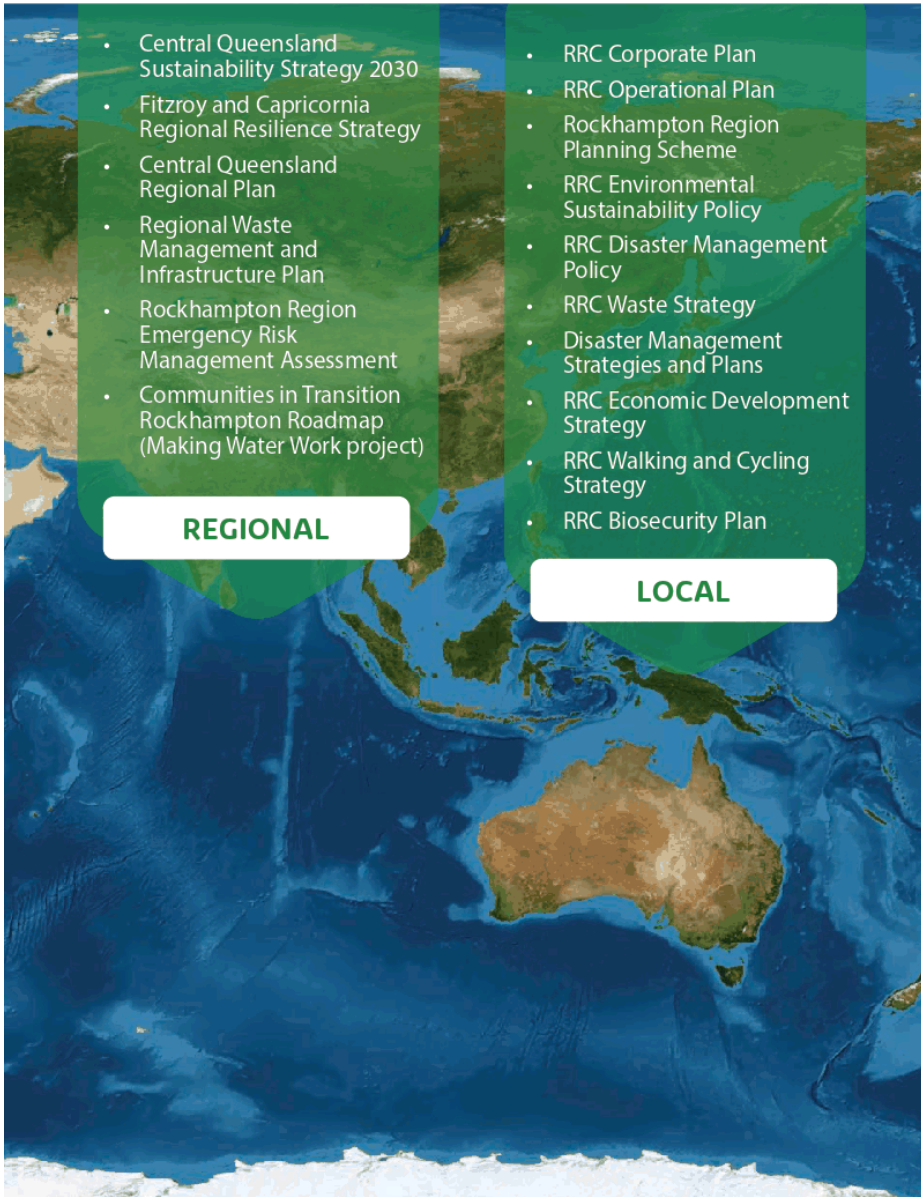 • Central Queensland
Sustainability Strategy 2030
• Fitzroy and Capricornia
Regional Resilience Strategy
• Central Queensland
Regional Plan
• Regional Waste
Management and
Infrastructure Plan
• Rockhampton Region
Emergency Risk
Management Assessment
• Communities in Transition
Rockhampton Roadmap
(Making Water Work project)
REGIONAL
• RRC Corporate Plan
• RRC Operational Plan
• Rockhampton Region
Planning Scheme
• RRC Environmental
Sustainability Policy
• RRC Disaster Management
Policy
• RRC Waste Strategy
• Disaster Management
Strategies and Plans
• RRC Economic Development
Strategy
• RRC Walking and Cycling
Strategy
• RRC Biosecurity Plan
LOCAL